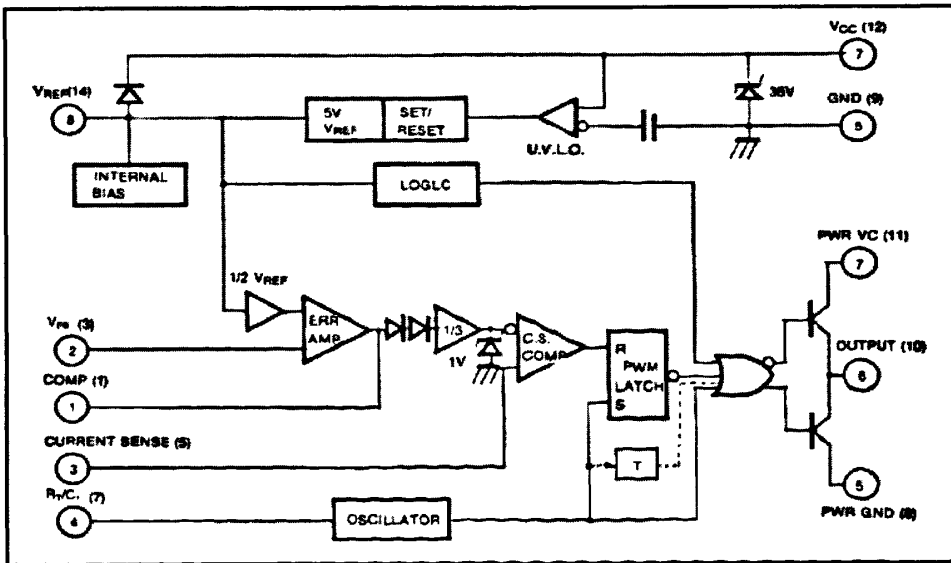 VCC (12)
7
VREF(14)
8
5V
VREF
SET/
RESET
36V
GND (9)
5
U.V.L.O.
INTERNAL
BIAS
LOGLC
PWR VC (11)
7
1/2 VREF
ERR
AMP
1/3
1V
C.S.
COMP
R
PWM
LATCH
S
(3)
2
OUTPUT (10)
6
COMP (1)
1
CURRENT SENSE (5)
3
T
5
PWR GND (8)
RT/C. (7)
4
OSCILLATOR